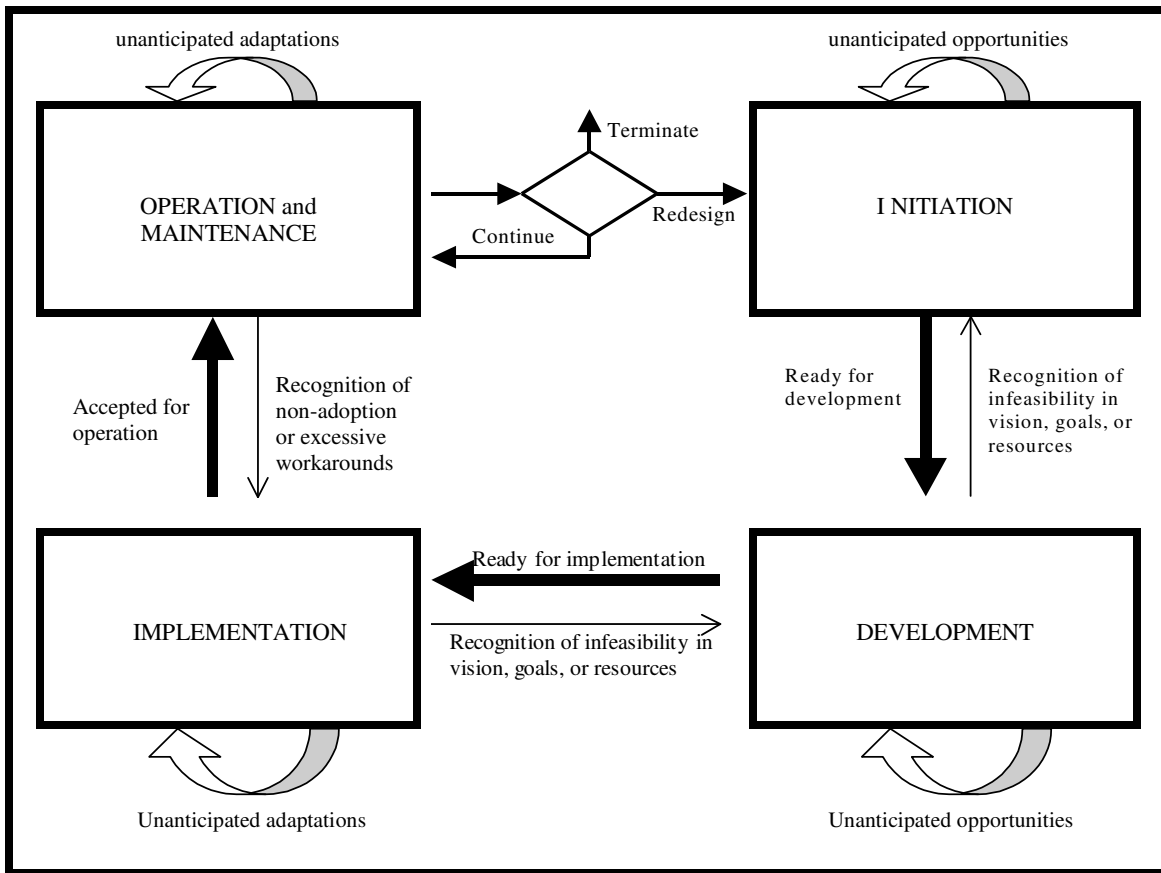 unanticipated adaptations
unanticipated opportunities
Terminate
OPERATION and
MAINTENANCE
Continue
Redesign
I NITIATION
Accepted for
operation
Recognition of
non-adoption
or excessive
workarounds
Ready for
development
Recognition of
infeasibility in
vision, goals, or
resources
Ready for implementation
IMPLEMENTATION
Recognition of infeasibility in
vision, goals, or resources
DEVELOPMENT
Unanticipated adaptations
Unanticipated opportunities